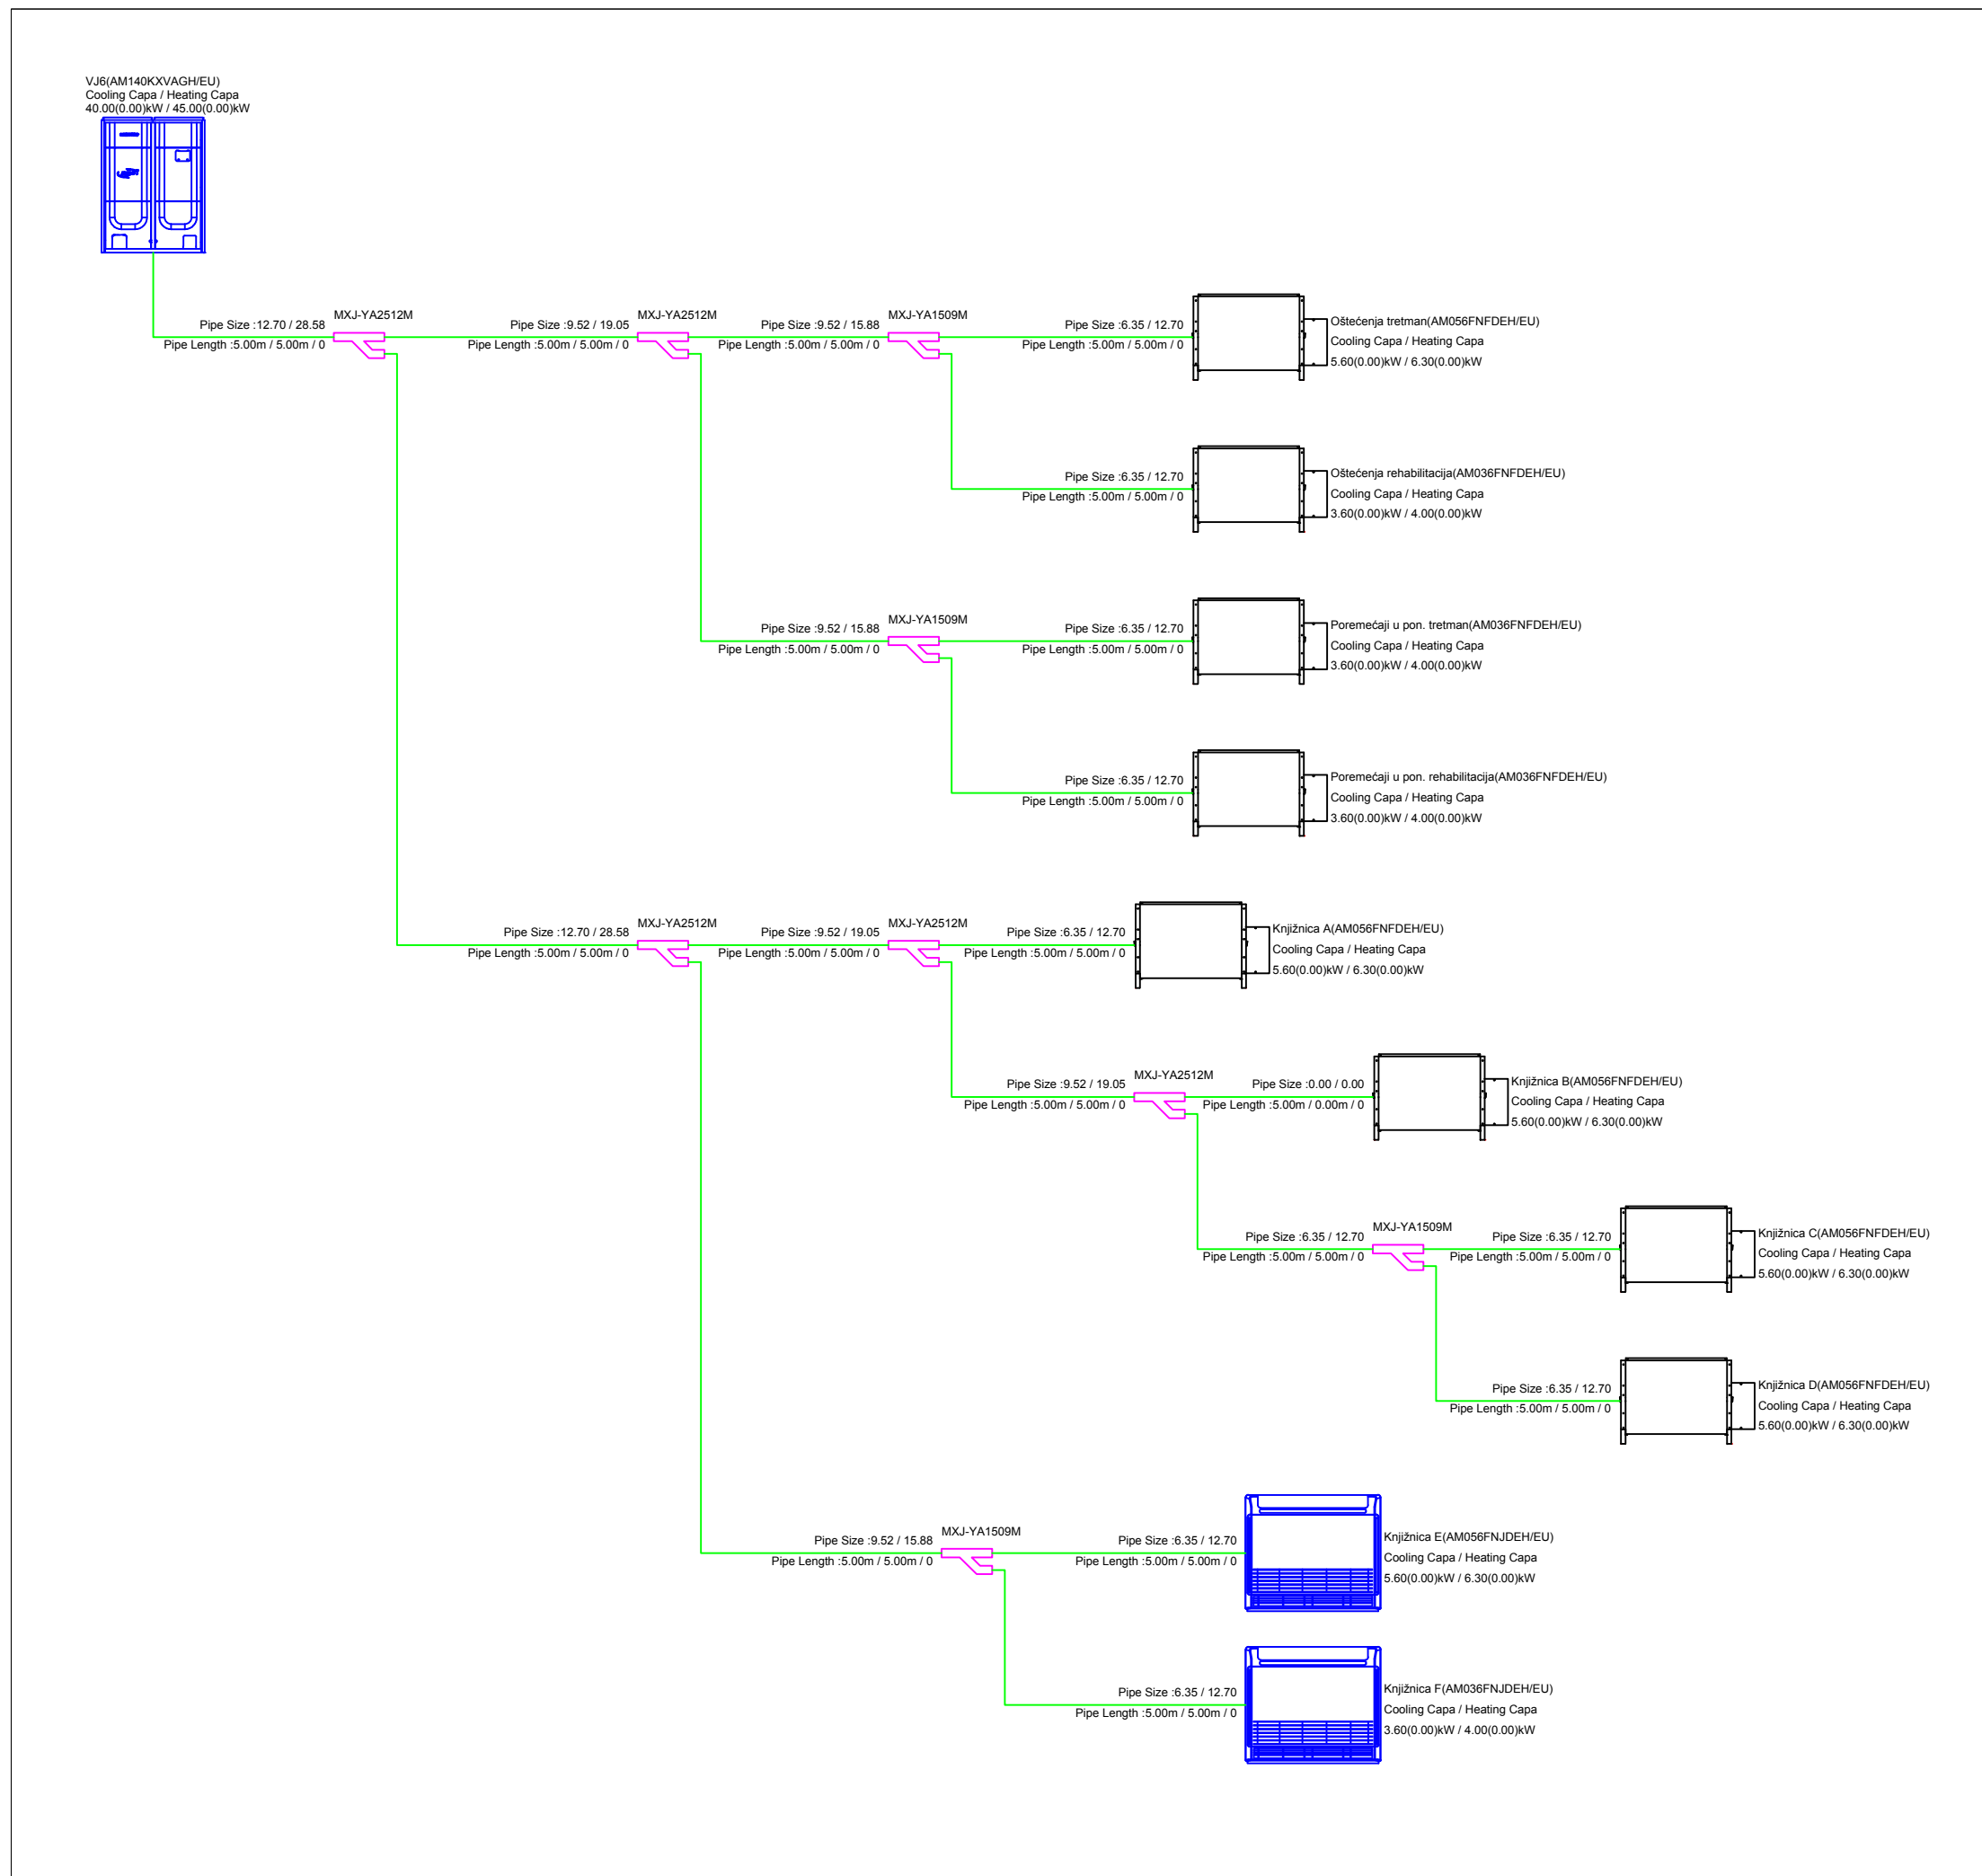 VJ6(AM140KXVAGH/EU)
Cooling Capa / Heating Capa
40.00(0.00)kW / 45.00(0.00)kW
Pipe Size :12.70 / 28.58
Pipe Length :5.00m / 5.00m / 0
MXJ-YA2512M
Pipe Size :9.52 / 19.05
Pipe Length :5.00m / 5.00m / 0
MXJ-YA2512M
Pipe Size :9.52 / 15.88
Pipe Length :5.00m / 5.00m / 0
MXJ-YA1509M
Pipe Size :6.35 / 12.70
Pipe Length :5.00m / 5.00m / 0
Oštećenja tretman(AM056FNFDEH/EU)
Cooling Capa / Heating Capa
5.60(0.00)kW / 6.30(0.00)kW
Pipe Size :6.35 / 12.70
Pipe Length :5.00m / 5.00m / 0
Oštećenja rehabilitacija(AM036FNFDEH/EU)
Cooling Capa / Heating Capa
3.60(0.00)kW / 4.00(0.00)kW
Pipe Size :9.52 / 15.88
Pipe Length :5.00m / 5.00m / 0
MXJ-YA1509M
Pipe Size :6.35 / 12.70
Pipe Length :5.00m / 5.00m / 0
Poremećaji u pon. tretman(AM036FNFDEH/EU)
Cooling Capa / Heating Capa
3.60(0.00)kW / 4.00(0.00)kW
Pipe Size :6.35 / 12.70
Pipe Length :5.00m / 5.00m / 0
Poremećaji u pon. rehabilitacija(AM036FNFDEH/EU)
Cooling Capa / Heating Capa
3.60(0.00)kW / 4.00(0.00)kW
Pipe Size :12.70 / 28.58
Pipe Length :5.00m / 5.00m / 0
MXJ-YA2512M
Pipe Size :9.52 / 19.05
Pipe Length :5.00m / 5.00m / 0
MXJ-YA2512M
Pipe Size :6.35 / 12.70
Pipe Length :5.00m / 5.00m / 0
Knjižnica A(AM056FNFDEH/EU)
Cooling Capa / Heating Capa
5.60(0.00)kW / 6.30(0.00)kW
Pipe Size :9.52 / 19.05
Pipe Length :5.00m / 5.00m / 0
MXJ-YA2512M
Pipe Size :0.00 / 0.00
Pipe Length :5.00m / 0.00m / 0
Knjižnica B(AM056FNFDEH/EU)
Cooling Capa / Heating Capa
5.60(0.00)kW / 6.30(0.00)kW
Pipe Size :6.35 / 12.70
Pipe Length :5.00m / 5.00m / 0
MXJ-YA1509M
Pipe Size :6.35 / 12.70
Pipe Length :5.00m / 5.00m / 0
Knjižnica C(AM056FNFDEH/EU)
Cooling Capa / Heating Capa
5.60(0.00)kW / 6.30(0.00)kW
Pipe Size :6.35 / 12.70
Pipe Length :5.00m / 5.00m / 0
Knjižnica D(AM056FNFDEH/EU)
Cooling Capa / Heating Capa
5.60(0.00)kW / 6.30(0.00)kW
Pipe Size :9.52 / 15.88
Pipe Length :5.00m / 5.00m / 0
MXJ-YA1509M
Pipe Size :6.35 / 12.70
Pipe Length :5.00m / 5.00m / 0
Knjižnica E(AM056FNJDEH/EU)
Cooling Capa / Heating Capa
5.60(0.00)kW / 6.30(0.00)kW
Pipe Size :6.35 / 12.70
Pipe Length :5.00m / 5.00m / 0
Knjižnica F(AM036FNJDEH/EU)
Cooling Capa / Heating Capa
3.60(0.00)kW / 4.00(0.00)kW